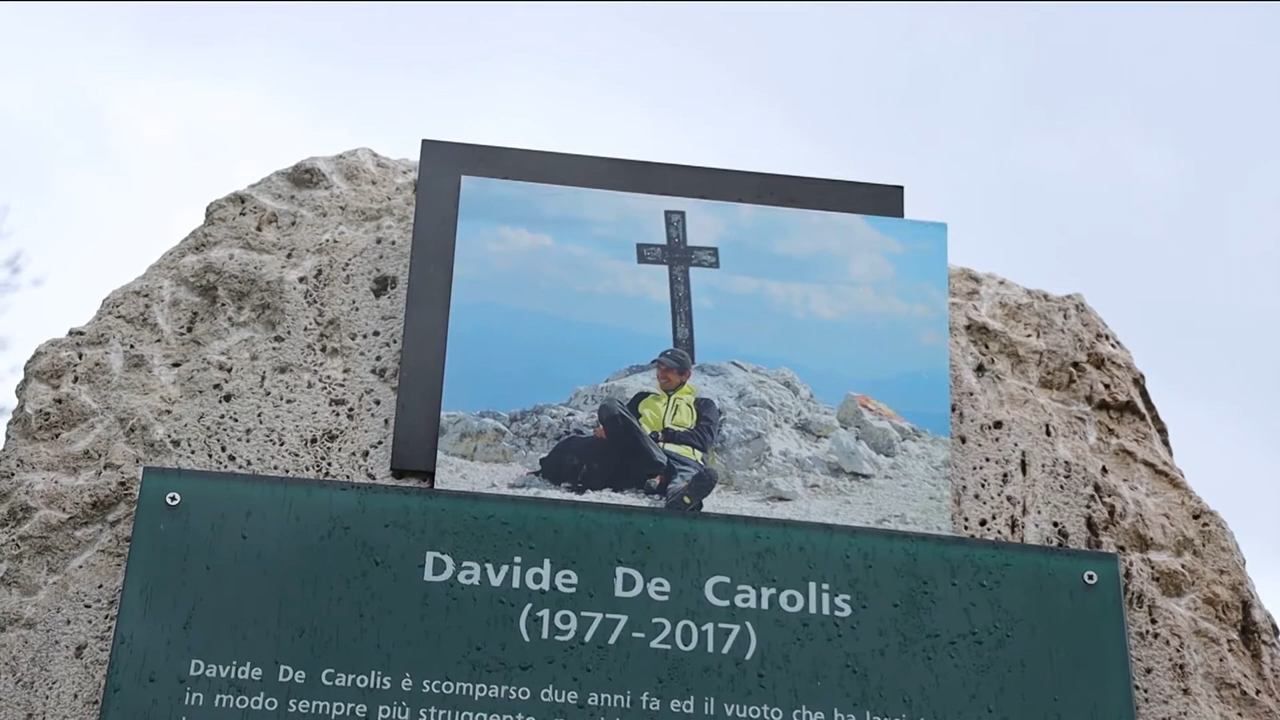 Davide De Carolis
(1977-2017)
Davide De Carolis è scomparso due anni fa ed il vuoto che ha
in modo sempre più struggente